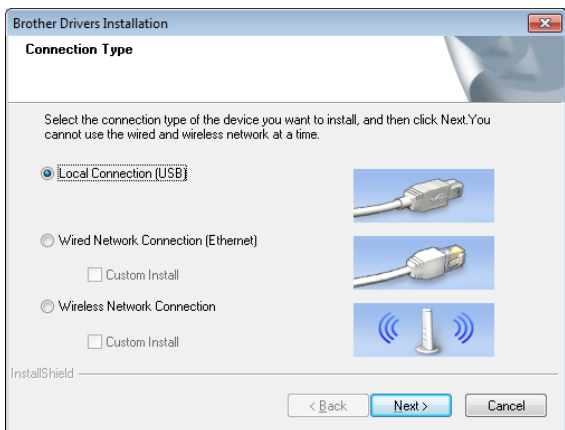 Brother Drivers Installation
Connection Type
Select the connection type of the device you want to install, and then click Next.You
cannot use the wired and wireless network at a time.
Local Connection (USB)
Wired Network Connection (Ethernet)
Custom Install
Wireless Network Connection
Custom Install
InstallShield
< Back Next > Cancel